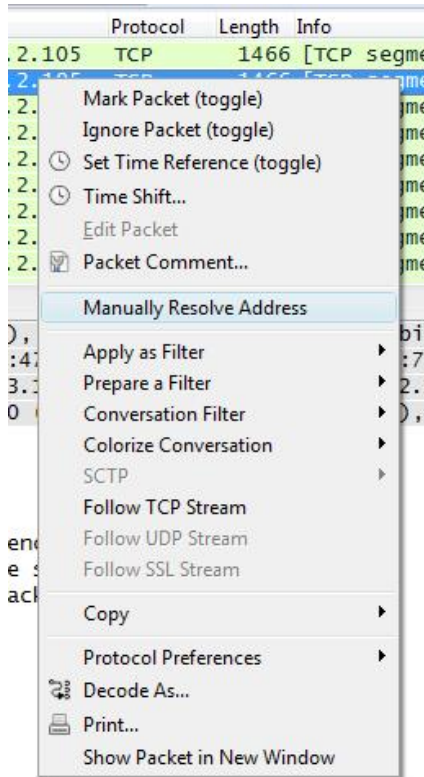 Protocol Length Info
.2.105 TCP 1466 [TCP segme
.2.
Mark Packet (toggle)
Ignore Packet (toggle)
Set Time Reference (toggle)
Time Shift...
Edit Packet
Packet Comment...
Manually Resolve Address
Apply as Filter
Prepare a Filter
Conversation Filter
Colorize Conversation
SCTP
Follow TCP Stream
Follow UDP Stream
Follow SSL Stream
Copy
Protocol Preferences
Decode As...
Print...
Show Packet in New Window